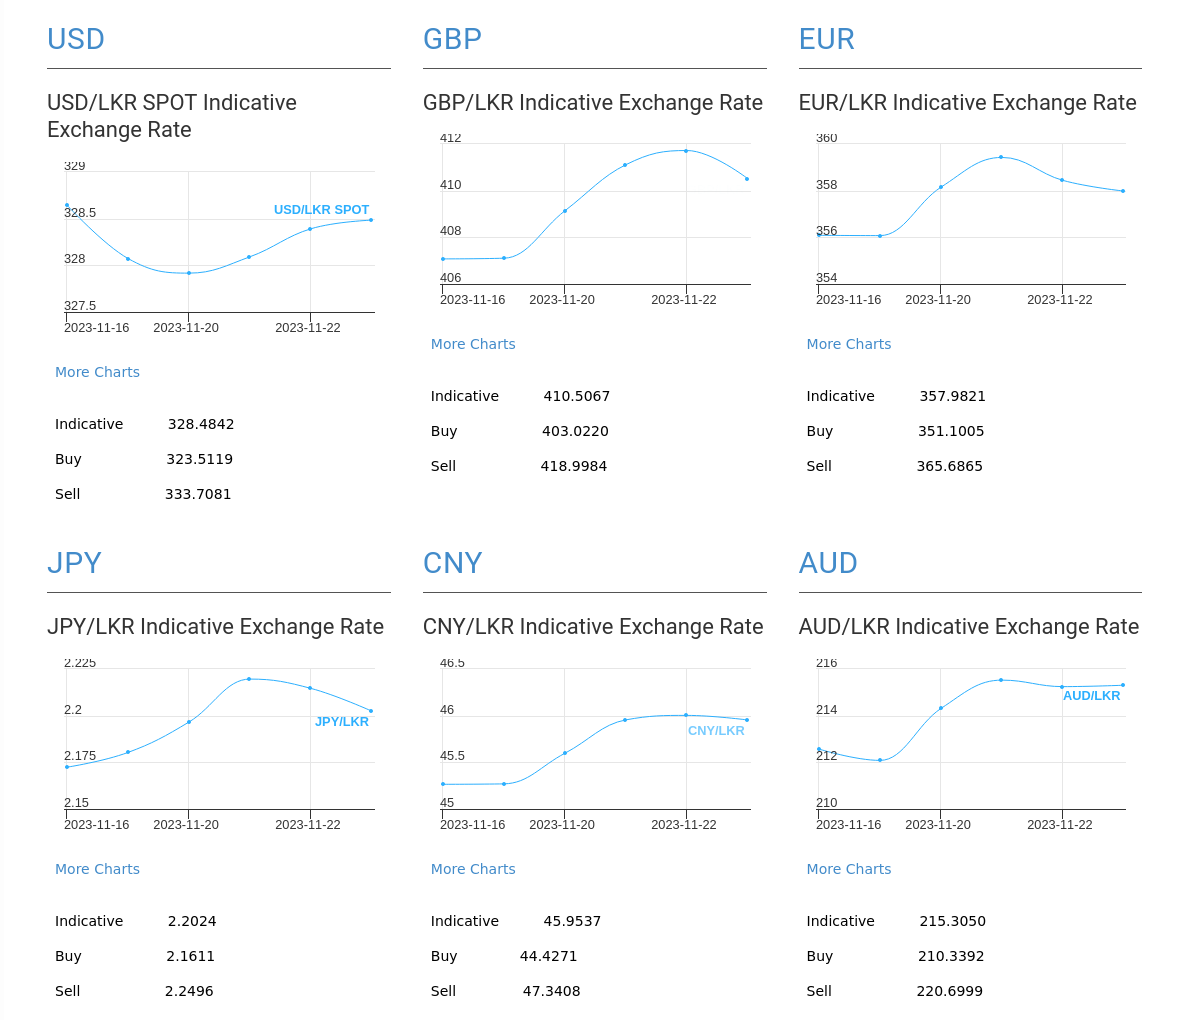 USD
USD/LKR SPOT Indicative
Exchange Rate
329
328.5
328
327.5
USD/LKR SPOT
2023-11-16 2023-11-20 2023-11-22
More Charts
Indicative 328.4842
Buy 323.5119
Sell 333.7081
GBP
GBP/LKR Indicative Exchange Rate
412
410
408
406
2023-11-16 2023-11-20 2023-11-22
More Charts
Indicative 410.5067
Buy 403.0220
Sell 418.9984
EUR
EUR/LKR Indicative Exchange Rate
360
358
356
354
2023-11-16 2023-11-20 2023-11-22
More Charts
Indicative 357.9821
Buy 351.1005
Sell 365.6865
JPY
JPY/LKR Indicative Exchange Rate
2.225
2.2
JPY/LKR
2.175
2.15
2023-11-16 2023-11-20 2023-11-22
More Charts
Indicative 2.2024
Buy 2.1611
Sell 2.2496
CNY
CNY/LKR Indicative Exchange Rate
46.5
46
CNY/LKR
45.5
45
2023-11-16 2023-11-20 2023-11-22
More Charts
Indicative 45.9537
Buy 44.4271
Sell 47.3408
AUD
AUD/LKR Indicative Exchange Rate
216
AUD/LKR
214
212
210
2023-11-16 2023-11-20 2023-11-22
More Charts
Indicative 215.3050
Buy 210.3392
Sell 220.6999